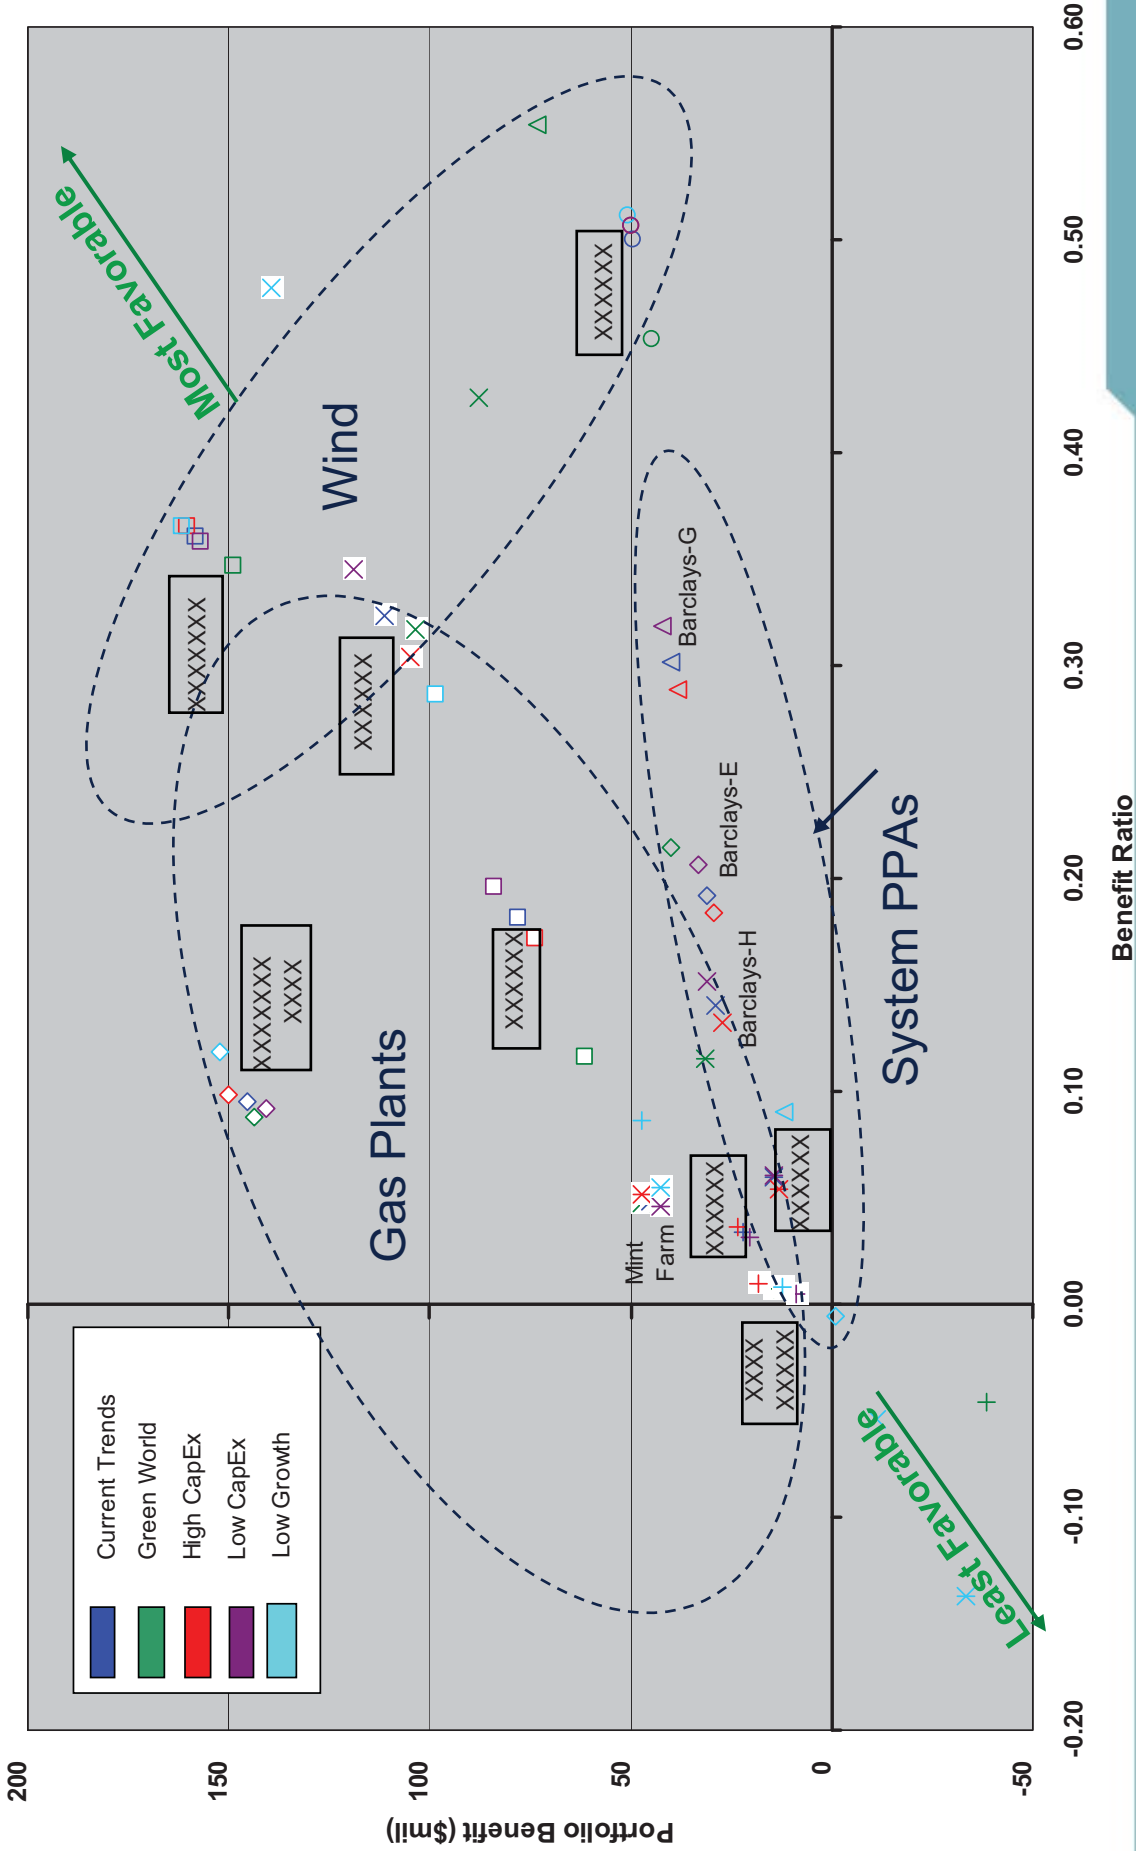 200
150
100
50
0
-50
Portfolio Benefit ($mil)
-0.20
-0.10
0.00
0.10
0.20
0.30
0.40
0.50
0.60
Benefit Ratio
Current Trends
Green World
High CapEx
Low CapEx
Low Growth
Most Favorable
Least Favorable
Wind
Gas Plants
System PPAs
XXXXXXX
XXXXXX
XXXXXX
XXXXXXX
XXXX
XXXXXX
XXXXXX
XXXXXX
XXXX
XXXXX
Mint
Farm
Barclays-H
Barclays-E
Barclays-G